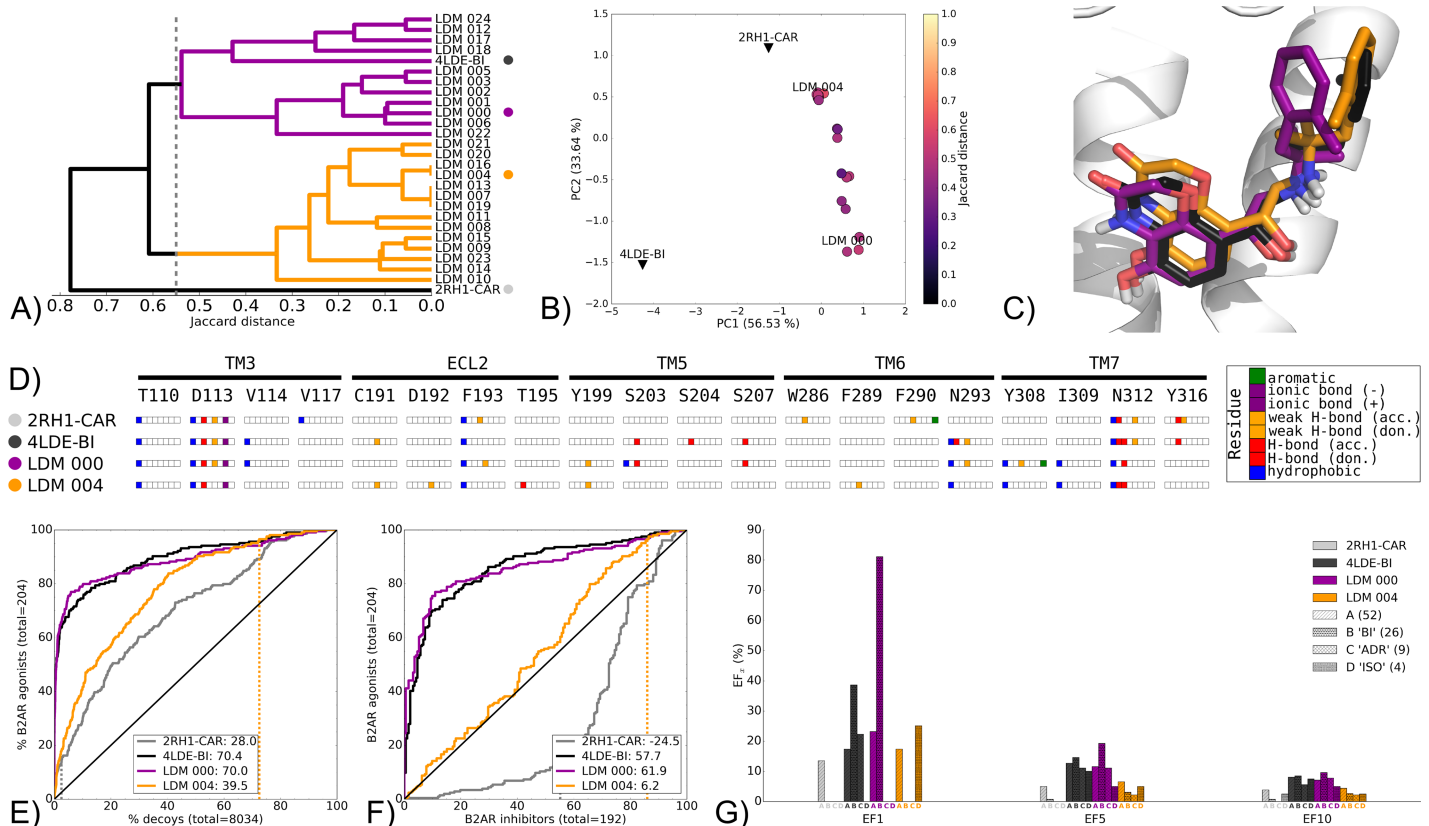 LDM 024
LDM 012
LDM 017
LDM 018
4LDE-BI
LDM 005
LDM 003
LDM 002
LDM 001
LDM 000
LDM 006
LDM 022
LDM 021
LDM 020
LDM 016
LDM 004
LDM 013
LDM 007
LDM 019
LDM 011
LDM 008
LDM 015
LDM 009
LDM 023
LDM 014
LDM 010
2RH1-CAR
0.8 0.7 0.6 0.5 0.4 0.3 0.2 0.1 0.0
Jaccard distance
A)
1.5
1.0
0.5
0.0
−0.5
−1.0
−1.5
−2.0
PC2 (33.64 %)
2RH1-CAR
LDM 004
LDM 000
4LDE-BI
−5 −4 −3 −2 −1 0 1 2
PC1 (56.53 %)
1.0
0.9
0.8
0.7
0.6
0.5
0.4
0.3
0.2
0.1
0.0
Jaccard distance
B)
C)
D)
TM3 ECL2 TM5 TM6 TM7
T110 D113 V114 V117 C191 D192 F193 T195 Y199 S203 S204 S207 W286 F289 F290 N293 Y308 I309 N312 Y316
2RH1-CAR
4LDE-BI
LDM 000
LDM 004
Residue
aromatic
ionic bond (-)
ionic bond (+)
weak H-bond (acc.)
weak H-bond (don.)
H-bond (acc.)
H-bond (don.)
hydrophobic
100
80
60
40
20
0
% B2AR agonists (total=204)
2RH1-CAR: 28.0
4LDE-BI: 70.4
LDM 000: 70.0
LDM 004: 39.5
0 20 40 60 80 100
% decoys (total=8034)
E)
100
80
60
40
20
0
B2AR agonists (total=204)
2RH1-CAR: -24.5
4LDE-BI: 57.7
LDM 000: 61.9
LDM 004: 6.2
0 20 40 60 80 100
B2AR inhibitors (total=192)
F)
90
80
70
60
50
40
30
20
10
0
EFx (%)
2RH1-CAR
4LDE-BI
LDM 000
LDM 004
A (52)
B 'BI' (26)
C 'ADR' (9)
D 'ISO' (4)
A B C D A B C D A B C D A B C D A B C D A B C D A B C D A B C D A B C D A B C D A B C D A B C D
EF1 EF5 EF10
G)